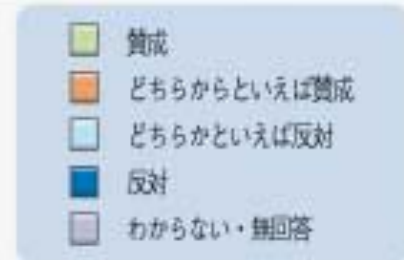 賛成
どちらからといえば賛成
どちらかといえば反対
反対
わからない・無回答